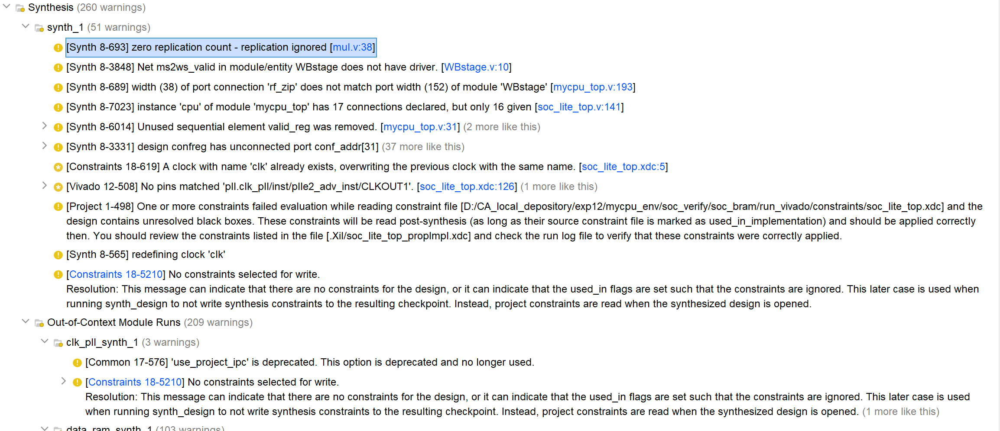 Synthesis (260 warnings)
synth_1 (51 warnings)
[Synth 8-693] zero replication count - replication ignored [mul.v:38]
[Synth 8-3848] Net ms2ws_valid in module/entity WBstage does not have driver. [WBstage.v:10]
[Synth 8-689] width (38) of port connection 'rf_zip' does not match port width (152) of module 'WBstage' [mycpu_top.v:193]
[Synth 8-7023] instance 'cpu' of module 'mycpu_top' has 17 connections declared, but only 16 given [soc_lite_top.v:141]
[Synth 8-6014] Unused sequential element valid_reg was removed. [mycpu_top.v:31] (2 more like this)
[Synth 8-3331] design confreg has unconnected port conf_addr[31] (37 more like this)
[Constraints 18-619] A clock with name 'clk' already exists, overwriting the previous clock with the same name. [soc_lite_top.xdc:5]
[Vivado 12-508] No pins matched 'pll.clk_pll/inst/plle2_adv_inst/CLKOUT1'. [soc_lite_top.xdc:126] (1 more like this)
[Project 1-498] One or more constraints failed evaluation while reading constraint file [D:/CA_local_depository/exp12/mycpu_env/soc_verify/soc_bram/run_vivado/constraints/soc_lite_top.xdc] and the
design contains unresolved black boxes. These constraints will be read post-synthesis (as long as their source constraint file is marked as used_in_implementation) and should be applied correctly
then. You should review the constraints listed in the file [.Xil/soc_lite_top_propImpl.xdc] and check the run log file to verify that these constraints were correctly applied.
[Synth 8-565] redefining clock 'clk'
[Constraints 18-5210] No constraints selected for write.
Resolution: This message can indicate that there are no constraints for the design, or it can indicate that the used_in flags are set such that the constraints are ignored. This later case is used when
running synth_design to not write synthesis constraints to the resulting checkpoint. Instead, project constraints are read when the synthesized design is opened.
Out-of-Context Module Runs (209 warnings)
clk_pll_synth_1 (3 warnings)
[Common 17-576] 'use_project_ipc' is deprecated. This option is deprecated and no longer used.
[Constraints 18-5210] No constraints selected for write.
Resolution: This message can indicate that there are no constraints for the design, or it can indicate that the used_in flags are set such that the constraints are ignored. This later case is used
when running synth_design to not write synthesis constraints to the resulting checkpoint. Instead, project constraints are read when the synthesized design is opened. (1 more like this)
data_ram_synth_1 (103 warnings)